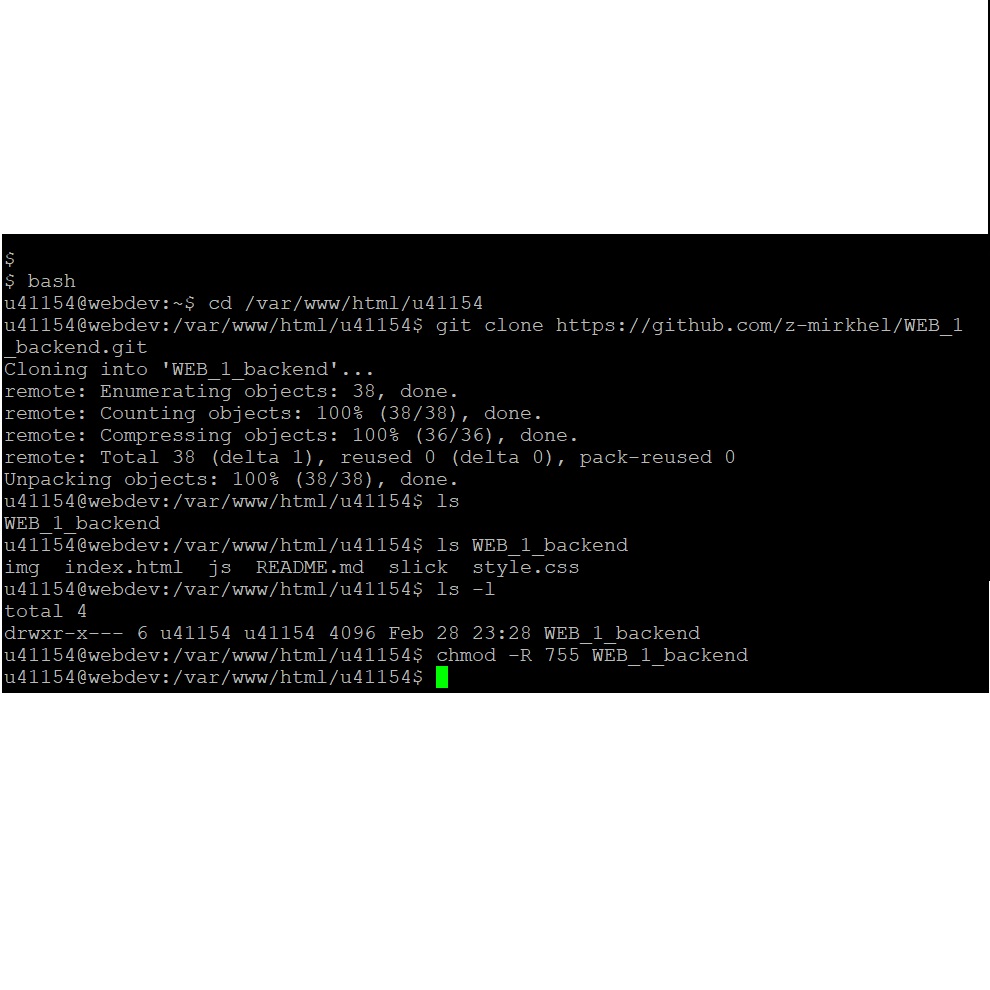 $
$ bash
u41154@webdev:~$ cd /var/www/html/u41154
u41154@webdev:/var/www/html/u41154$ git clone https://github.com/z-mirkhel/WEB_1
_backend.git
Cloning into 'WEB_1_backend'...
remote: Enumerating objects: 38, done.
remote: Counting objects: 100% (38/38), done.
remote: Compressing objects: 100% (36/36), done.
remote: Total 38 (delta 1), reused 0 (delta 0), pack-reused 0
Unpacking objects: 100% (38/38), done.
u41154@webdev:/var/www/html/u41154$ ls
WEB_1_backend
u41154@webdev:/var/www/html/u41154$ ls WEB_1_backend
img  index.html  js  README.md  slick  style.css
u41154@webdev:/var/www/html/u41154$ ls -l
total 4
drwxr-x--- 6 u41154 u41154 4096 Feb 28 23:28 WEB_1_backend
u41154@webdev:/var/www/html/u41154$ chmod -R 755 WEB_1_backend
u41154@webdev:/var/www/html/u41154$